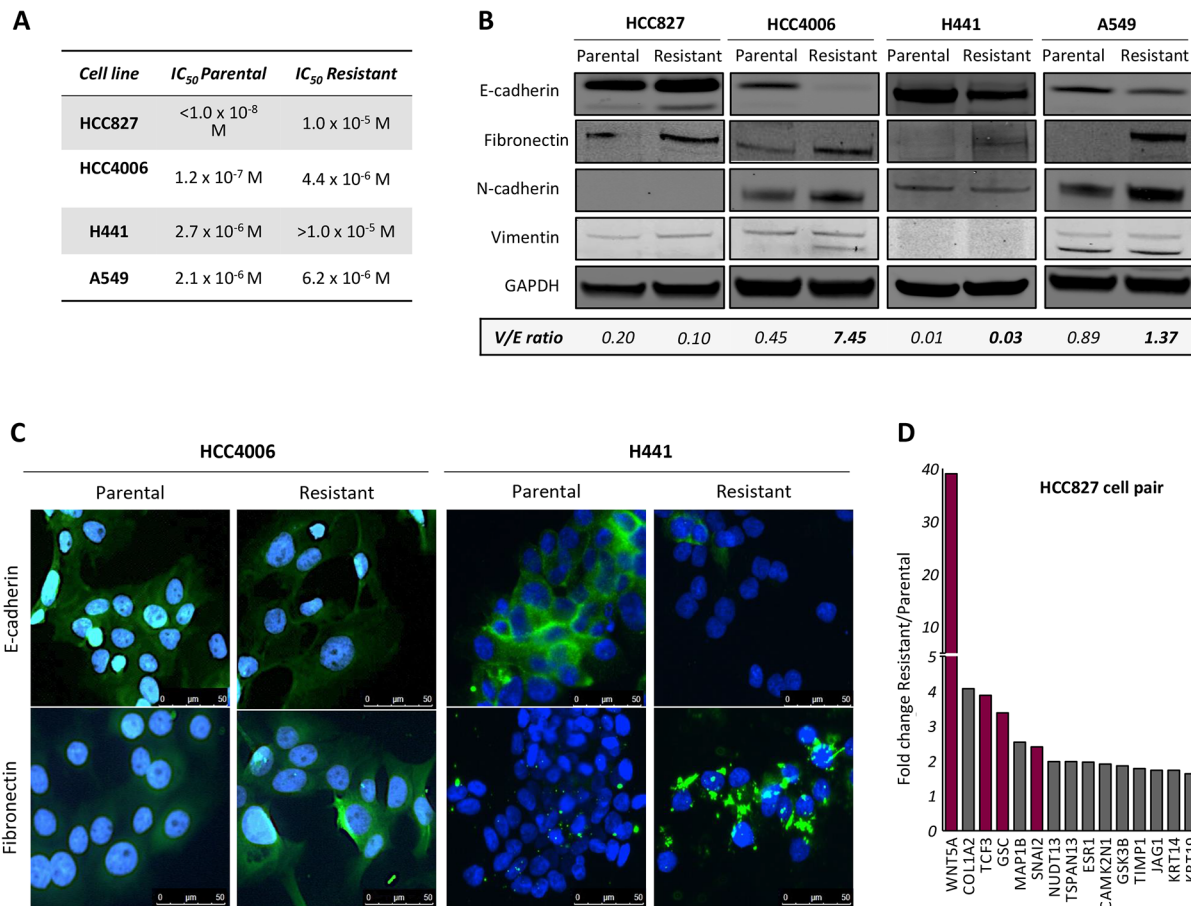 A
Cell line IC50 Parental IC50 Resistant
HCC827 <1.0 x 10-8 M 1.0 x 10-5 M
HCC4006 1.2 x 10-7 M 4.4 x 10-6 M
H441 2.7 x 10-6 M >1.0 x 10-5 M
A549 2.1 x 10-6 M 6.2 x 10-6 M
B
HCC827 HCC4006 H441 A549
Parental Resistant Parental Resistant Parental Resistant Parental Resistant
E-cadherin
Fibronectin
N-cadherin
Vimentin
GAPDH
V/E ratio 0.20 0.10 0.45 7.45 0.01 0.03 0.89 1.37
C
HCC4006 H441
Parental Resistant Parental Resistant
E-cadherin
0 µm 50
0 µm 50
0 µm 50
0 µm 50
Fibronectin
0 µm 50
0 µm 50
0 µm 50
0 µm 50
D
HCC827 cell pair
Fold change Resistant/Parental
40
30
20
10
5
4
3
2
1
0
WNT5A
COL1A2
TCF3
GSC
MAP1B
SNAI2
NUDT13
TSPAN13
ESR1
CAMK2N1
GSK3B
TIMP1
JAG1
KRT14